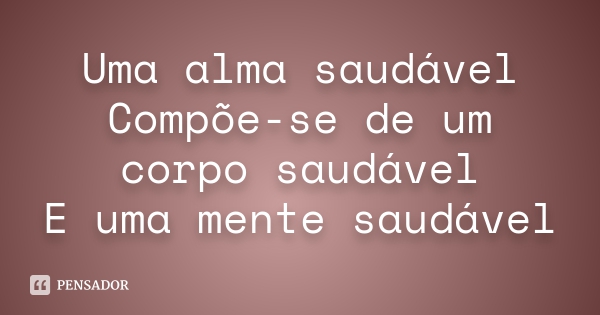 Uma alma saudável
Compõe-se de um
corpo saudável
E uma mente saudável
PENSADOR